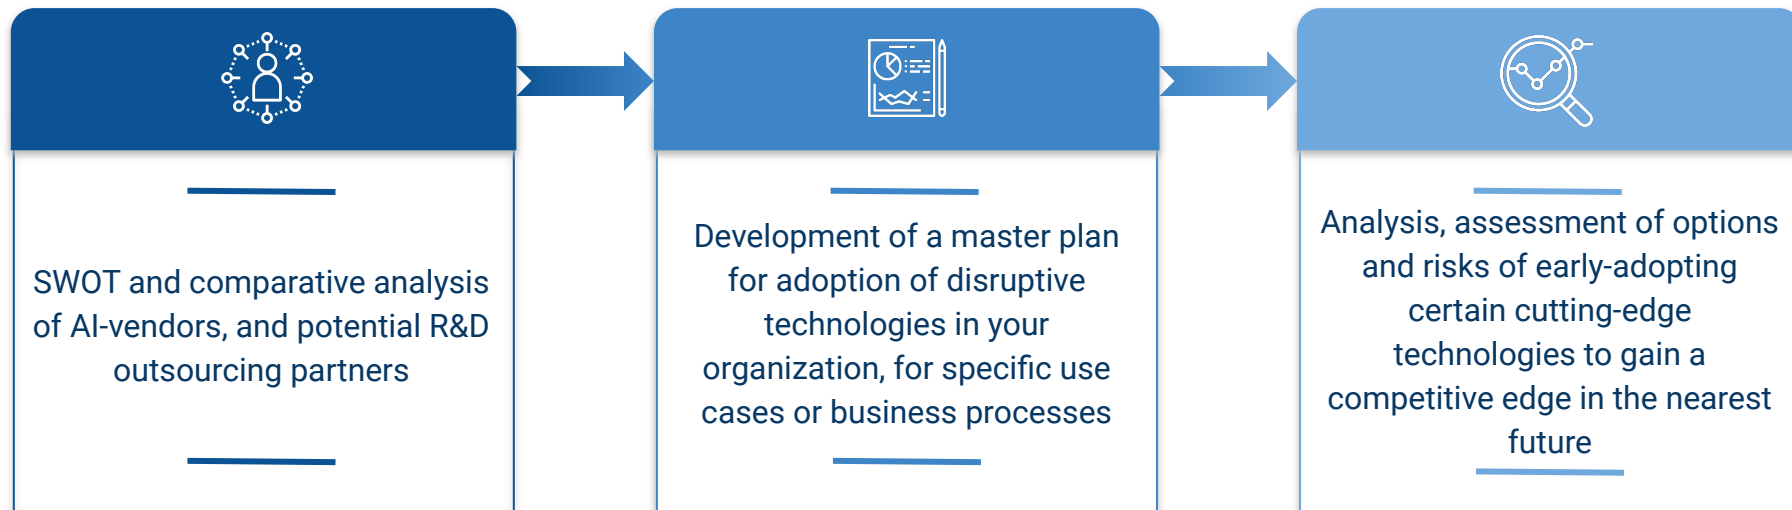 SWOT and comparative analysis
of AI-vendors, and potential R&D
outsourcing partners
Development of a master plan
for adoption of disruptive
technologies in your
organization, for specific use
cases or business processes
Analysis, assessment of options
and risks of early-adopting
certain cutting-edge
technologies to gain a
competitive edge in the nearest
future